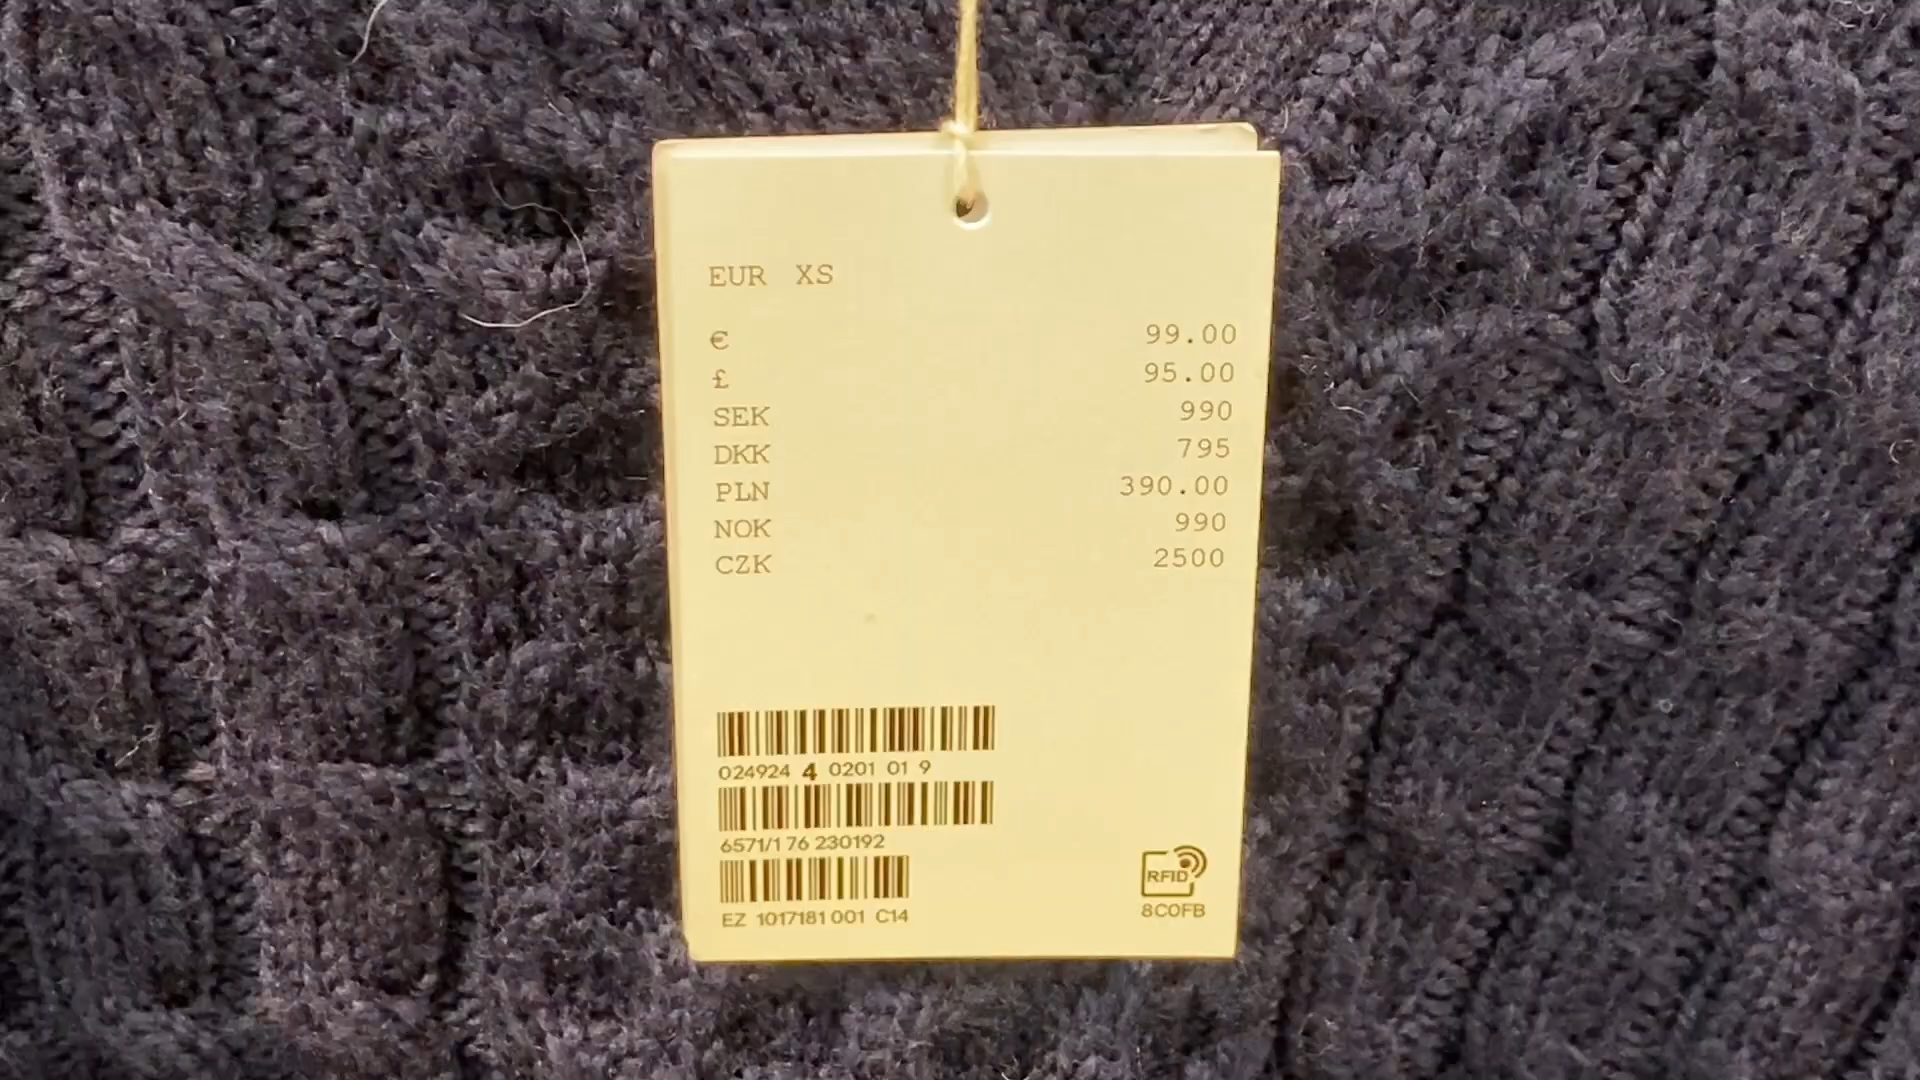 EUR XS
€ 99.00
£ 95.00
SEK 990
DKK 795
PLN 390.00
NOK 990
CZK 2500
024924 4 0201 01 9
6571/1 76 230192
EZ 1017181 001 C14
RFID
8C0FB